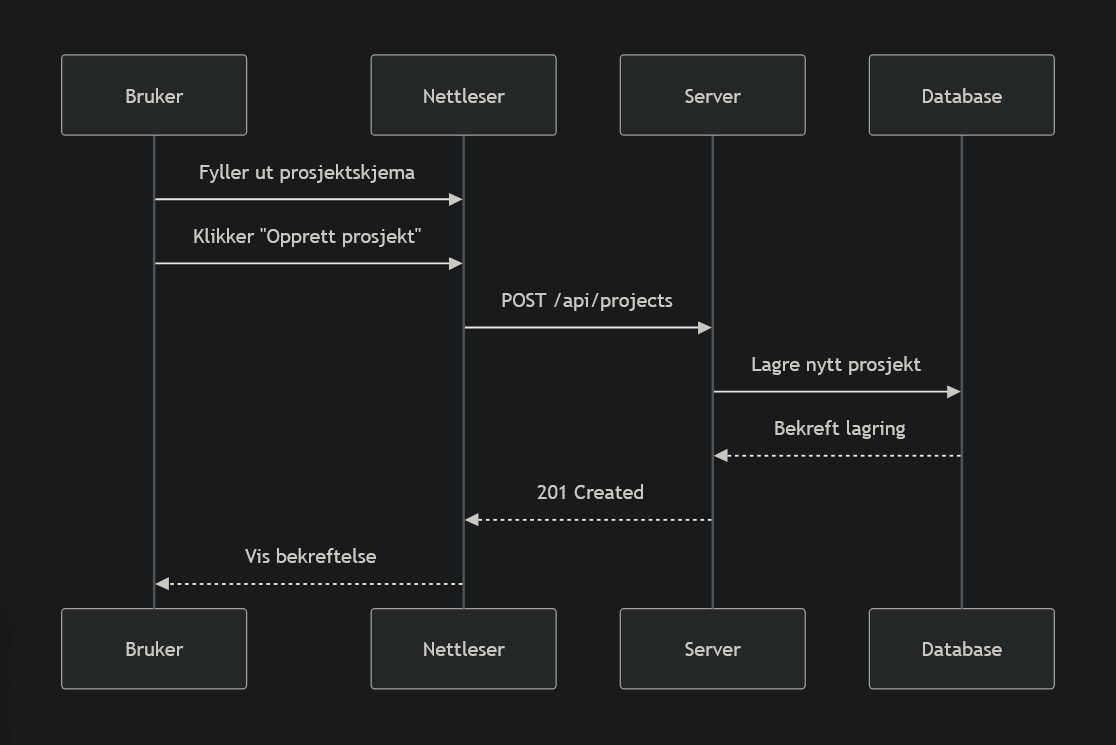 Bruker
Nettleser
Server
Database
Fyller ut prosjektskjema
Klikker "Opprett prosjekt"
POST /api/projects
Lagre nytt prosjekt
Bekreft lagring
201 Created
Vis bekreftelse
Bruker
Nettleser
Server
Database